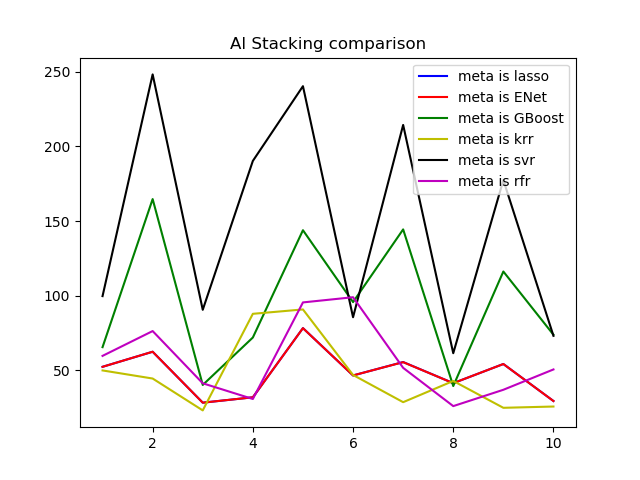 Al Stacking comparison
250
200
150
100
50
2
4
6
8
10
meta is lasso
meta is ENet
meta is GBoost
meta is krr
meta is svr
meta is rfr